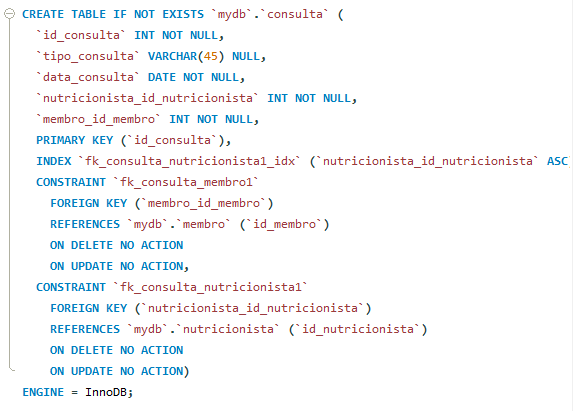 CREATE TABLE IF NOT EXISTS `mydb`.`consulta` (
`id_consulta` INT NOT NULL,
`tipo_consulta` VARCHAR(45) NULL,
`data_consulta` DATE NOT NULL,
`nutricionista_id_nutricionista` INT NOT NULL,
`membro_id_membro` INT NOT NULL,
PRIMARY KEY (`id_consulta`),
INDEX `fk_consulta_nutricionista1_idx` (`nutricionista_id_nutricionista` ASC
CONSTRAINT `fk_consulta_membro1`
FOREIGN KEY (`membro_id_membro`)
REFERENCES `mydb`.`membro` (`id_membro`)
ON DELETE NO ACTION
ON UPDATE NO ACTION,
CONSTRAINT `fk_consulta_nutricionista1`
FOREIGN KEY (`nutricionista_id_nutricionista`)
REFERENCES `mydb`.`nutricionista` (`id_nutricionista`)
ON DELETE NO ACTION
ON UPDATE NO ACTION)
ENGINE = InnoDB;